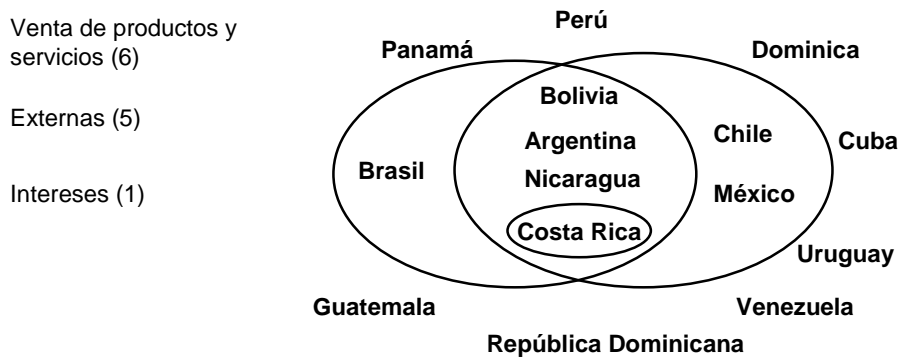 Venta de productos y
servicios (6)
Externas (5)
Intereses (1)
Perú
Panamá
Dominica
Bolivia
Argentina
Chile
Cuba
Brasil
Nicaragua
México
Costa Rica
Uruguay
Guatemala
Venezuela
República Dominicana